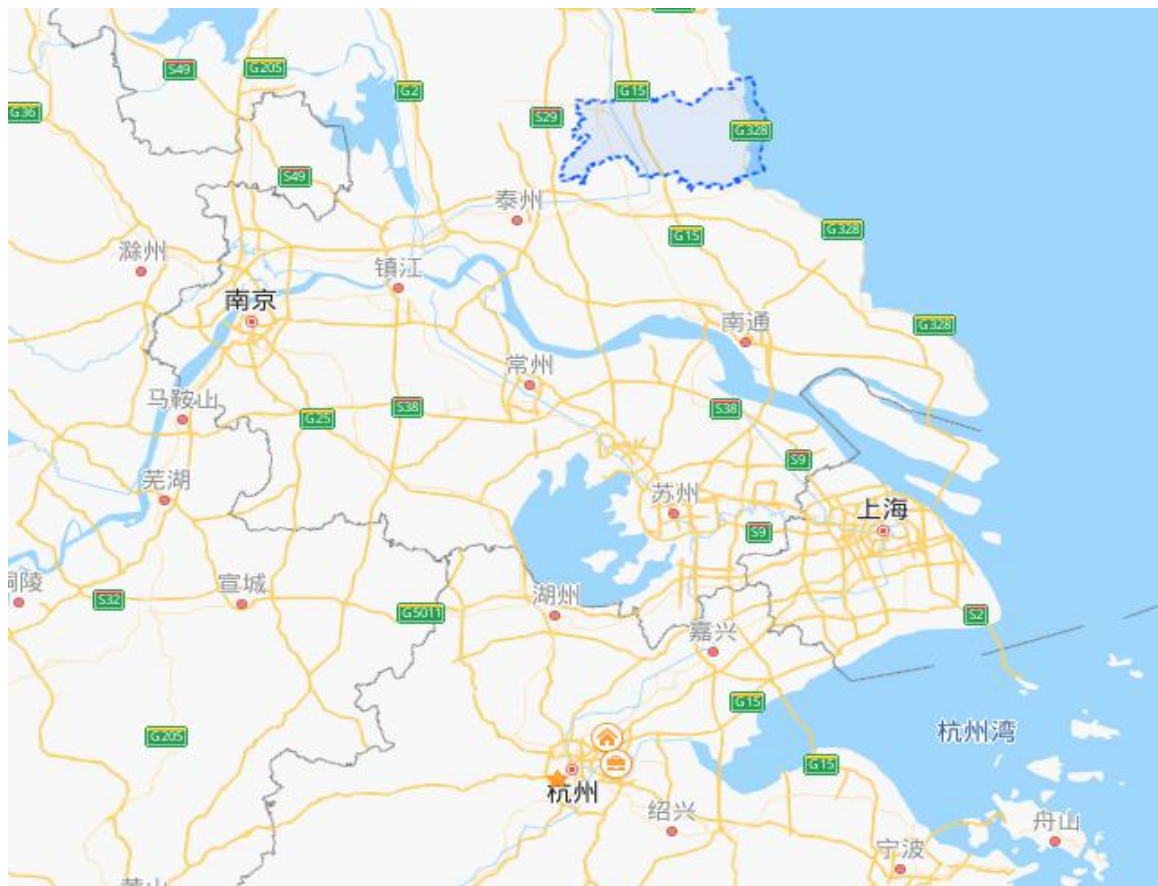 S49
G205
G2
G36
G15
S29
G328
S49
泰州
G15
G328
滁州
镇江
南京
南通
G328
常州
马鞍山
G25
S38
S38
S9
芜湖
苏州
上海
S9
宣城
铜陵
S32
湖州
G5011
S2
嘉兴
G15
G205
杭州湾
G15
杭州
绍兴
舟山
宁波